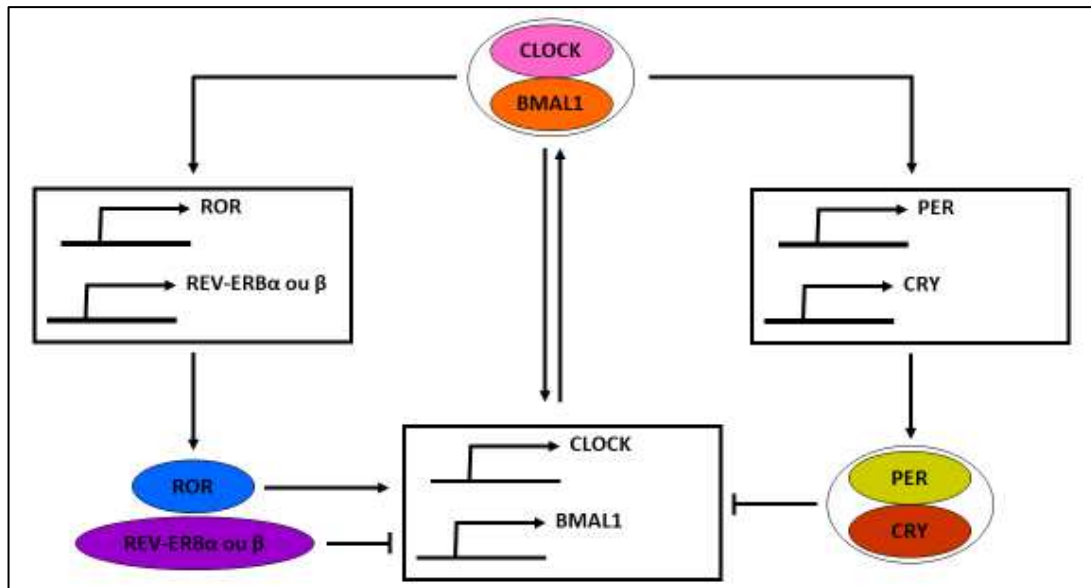 CLOCK
BMAL1
ROR
REV-ERBα ou β
PER
CRY
CLOCK
BMAL1
ROR
REV-ERBα ou β
PER
CRY